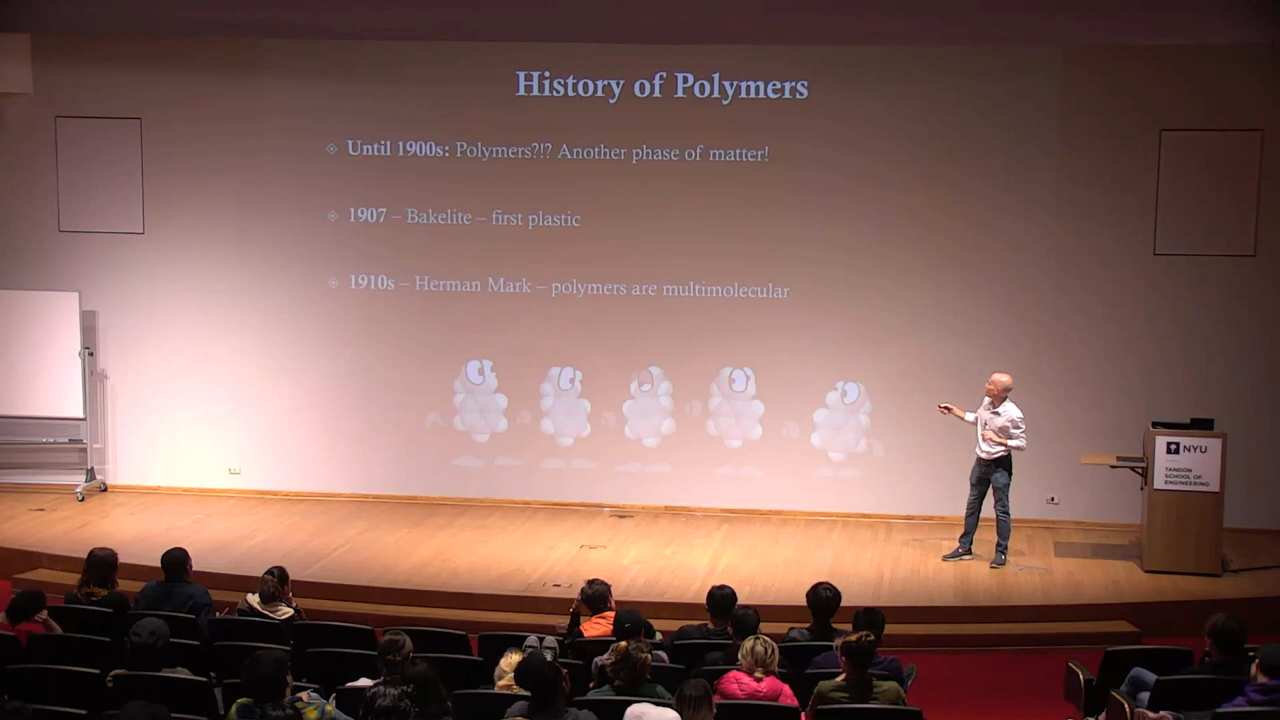 History of Polymers
Until 1900s: Polymers?!? Another phase of matter!
1907 – Bakelite – first plastic
1910s – Herman Mark – polymers are multimolecular
NYU
TANDON
SCHOOL OF
ENGINEERING